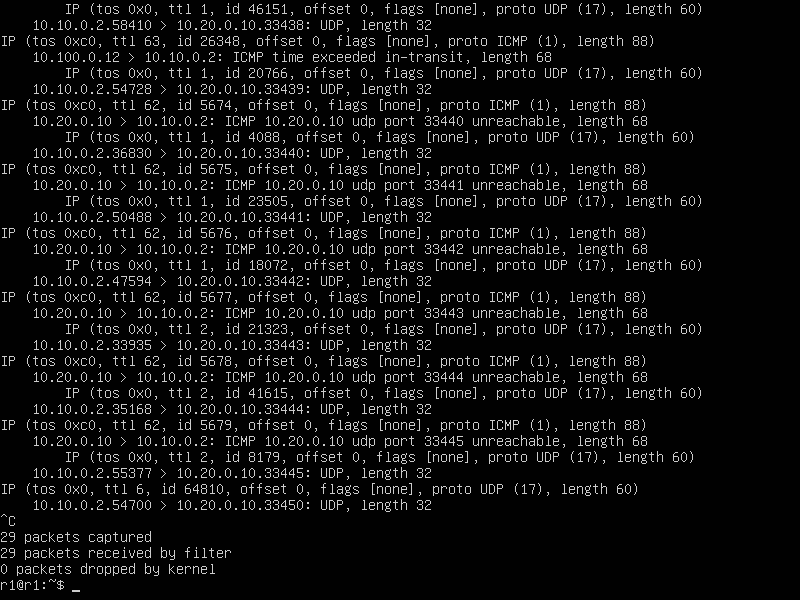 IP (tos 0x0, ttl 1, id 46151, offset 0, flags [none], proto UDP (17), length 60)
10.10.0.2.58410 > 10.20.0.10.33438: UDP, length 32
IP (tos 0xc0, ttl 63, id 26348, offset 0, flags [none], proto ICMP (1), length 88)
10.100.0.12 > 10.10.0.2: ICMP time exceeded in-transit, length 68
IP (tos 0x0, ttl 1, id 20766, offset 0, flags [none], proto UDP (17), length 60)
10.10.0.2.54728 > 10.20.0.10.33439: UDP, length 32
IP (tos 0xc0, ttl 62, id 5674, offset 0, flags [none], proto ICMP (1), length 88)
10.20.0.10 > 10.10.0.2: ICMP 10.20.0.10 udp port 33440 unreachable, length 68
IP (tos 0x0, ttl 1, id 4088, offset 0, flags [none], proto UDP (17), length 60)
10.10.0.2.36830 > 10.20.0.10.33440: UDP, length 32
IP (tos 0xc0, ttl 62, id 5675, offset 0, flags [none], proto ICMP (1), length 88)
10.20.0.10 > 10.10.0.2: ICMP 10.20.0.10 udp port 33441 unreachable, length 68
IP (tos 0x0, ttl 1, id 23505, offset 0, flags [none], proto UDP (17), length 60)
10.10.0.2.50488 > 10.20.0.10.33441: UDP, length 32
IP (tos 0xc0, ttl 62, id 5676, offset 0, flags [none], proto ICMP (1), length 88)
10.20.0.10 > 10.10.0.2: ICMP 10.20.0.10 udp port 33442 unreachable, length 68
IP (tos 0x0, ttl 1, id 18072, offset 0, flags [none], proto UDP (17), length 60)
10.10.0.2.47594 > 10.20.0.10.33442: UDP, length 32
IP (tos 0xc0, ttl 62, id 5677, offset 0, flags [none], proto ICMP (1), length 88)
10.20.0.10 > 10.10.0.2: ICMP 10.20.0.10 udp port 33443 unreachable, length 68
IP (tos 0x0, ttl 2, id 21323, offset 0, flags [none], proto UDP (17), length 60)
10.10.0.2.33935 > 10.20.0.10.33443: UDP, length 32
IP (tos 0xc0, ttl 62, id 5678, offset 0, flags [none], proto ICMP (1), length 88)
10.20.0.10 > 10.10.0.2: ICMP 10.20.0.10 udp port 33444 unreachable, length 68
IP (tos 0x0, ttl 2, id 41615, offset 0, flags [none], proto UDP (17), length 60)
10.10.0.2.35168 > 10.20.0.10.33444: UDP, length 32
IP (tos 0xc0, ttl 62, id 5679, offset 0, flags [none], proto ICMP (1), length 88)
10.20.0.10 > 10.10.0.2: ICMP 10.20.0.10 udp port 33445 unreachable, length 68
IP (tos 0x0, ttl 2, id 8179, offset 0, flags [none], proto UDP (17), length 60)
10.10.0.2.55377 > 10.20.0.10.33445: UDP, length 32
IP (tos 0x0, ttl 6, id 64810, offset 0, flags [none], proto UDP (17), length 60)
10.10.0.2.54700 > 10.20.0.10.33450: UDP, length 32
^C
29 packets captured
29 packets received by filter
0 packets dropped by kernel
r1@r1:~$ _